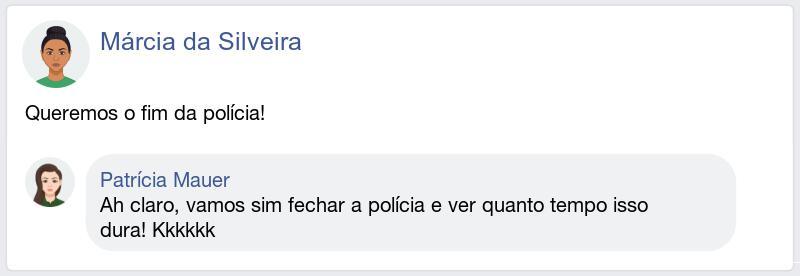 Márcia da Silveira
Queremos o fim da polícia!
Patrícia Mauer
Ah claro, vamos sim fechar a polícia e ver quanto tempo isso
dura! Kkkkkk